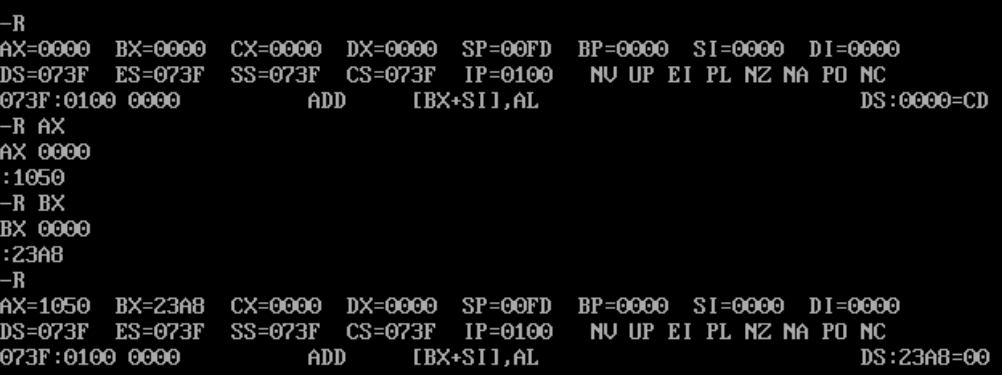 -R
AX=0000  BX=0000  CX=0000  DX=0000  SP=00FD  BP=0000  SI=0000  DI=0000
DS=073F  ES=073F  SS=073F  CS=073F  IP=0100   NV UP EI PL NZ NA PO NC
073F:0100 0000          ADD     [BX+SI],AL                         DS:0000=CD
-R AX
AX 0000
:1050
-R BX
BX 0000
:23A8
-R
AX=1050  BX=23A8  CX=0000  DX=0000  SP=00FD  BP=0000  SI=0000  DI=0000
DS=073F  ES=073F  SS=073F  CS=073F  IP=0100   NV UP EI PL NZ NA PO NC
073F:0100 0000          ADD     [BX+SI],AL                         DS:23A8=00